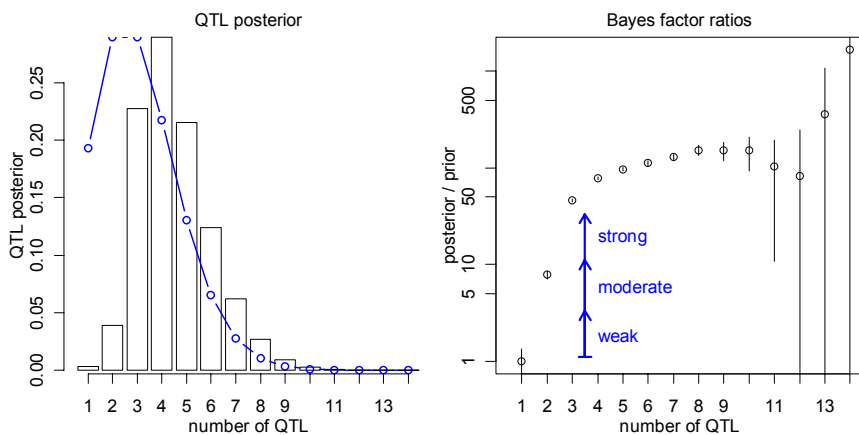 QTL posterior
QTL posterior
0.00 0.05 0.10 0.15 0.20 0.25
1 2 3 4 5 6 7 8 9 11 13
number of QTL
Bayes factor ratios
posterior / prior
1 5 10 50 500
strong
moderate
weak
1 2 3 4 5 6 7 8 9 11 13
number of QTL